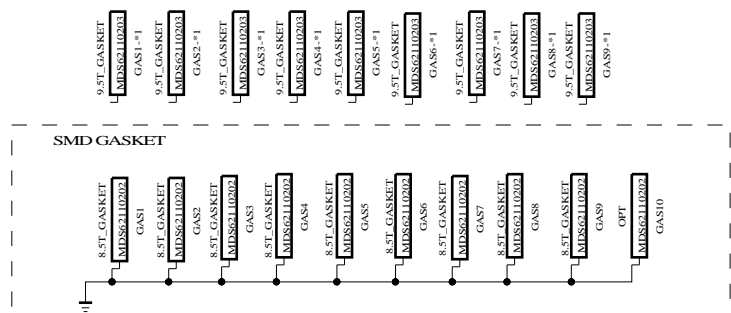 9.5T_GASKET
MDS62110203
GAS1-*1
9.5T_GASKET
MDS62110203
GAS2-*1
9.5T_GASKET
MDS62110203
GAS3-*1
9.5T_GASKET
MDS62110203
GAS4-*1
9.5T_GASKET
MDS62110203
GAS5-*1
9.5T_GASKET
MDS62110203
GAS6-*1
9.5T_GASKET
MDS62110203
GAS7-*1
9.5T_GASKET
MDS62110203
GAS8-*1
9.5T_GASKET
MDS62110203
GAS9-*1
SMD GASKET
8.5T_GASKET
MDS62110202
GAS1
8.5T_GASKET
MDS62110202
GAS2
8.5T_GASKET
MDS62110202
GAS3
8.5T_GASKET
MDS62110202
GAS4
8.5T_GASKET
MDS62110202
GAS5
8.5T_GASKET
MDS62110202
GAS6
8.5T_GASKET
MDS62110202
GAS7
8.5T_GASKET
MDS62110202
GAS8
8.5T_GASKET
MDS62110202
GAS9
OPT
MDS62110202
GAS10